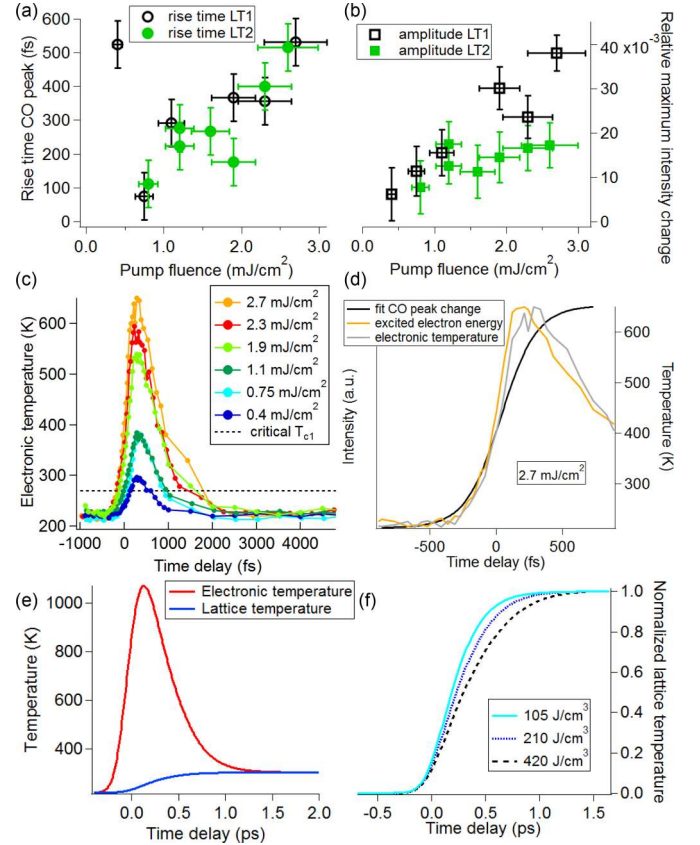 (a)
rise time LT1
rise time LT2
Rise time CO peak (fs)
600
500
400
300
200
100
0
0.0
1.0
2.0
3.0
Pump fluence (mJ/cm²)
(b)
amplitude LT1
amplitude LT2
40 x10⁻³
30
20
10
0
Relative maximum intensity change
0.0
1.0
2.0
3.0
Pump fluence (mJ/cm²)
(c)
Electronic temperature (K)
600
500
400
300
200
2.7 mJ/cm²
2.3 mJ/cm²
1.9 mJ/cm²
1.1 mJ/cm²
0.75 mJ/cm²
0.4 mJ/cm²
critical Tc1
-1000
0
1000
2000
3000
4000
Time delay (fs)
(d)
fit CO peak change
excited electron energy
electronic temperature
Intensity (a.u.)
600
500
400
300
Temperature (K)
2.7 mJ/cm²
-500
0
500
Time delay (fs)
(e)
Electronic temperature
Lattice temperature
Temperature (K)
1000
800
600
400
0.0
0.5
1.0
1.5
2.0
Time delay (ps)
(f)
105 J/cm³
210 J/cm³
420 J/cm³
1.0
0.8
0.6
0.4
0.2
0.0
Normalized lattice temperature
-0.5
0.0
0.5
1.0
1.5
Time delay (ps)